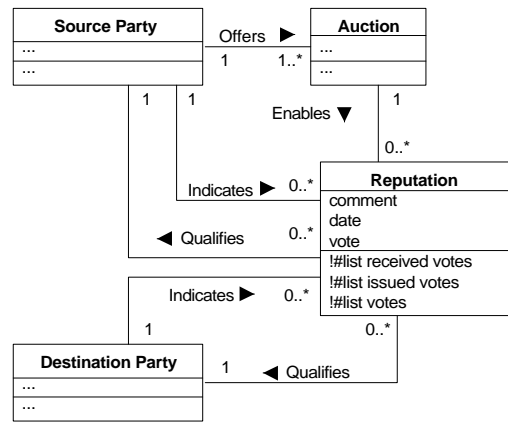 Source Party
...
...
Offers ►
1
1..*
Auction
...
...
1
1
Enables ▼
1
0..*
Indicates ►
0..*
◄ Qualifies
0..*
Reputation
comment
date
vote
!#list received votes
!#list issued votes
!#list votes
Indicates ►
0..*
1
0..*
Destination Party
...
...
1
◄ Qualifies